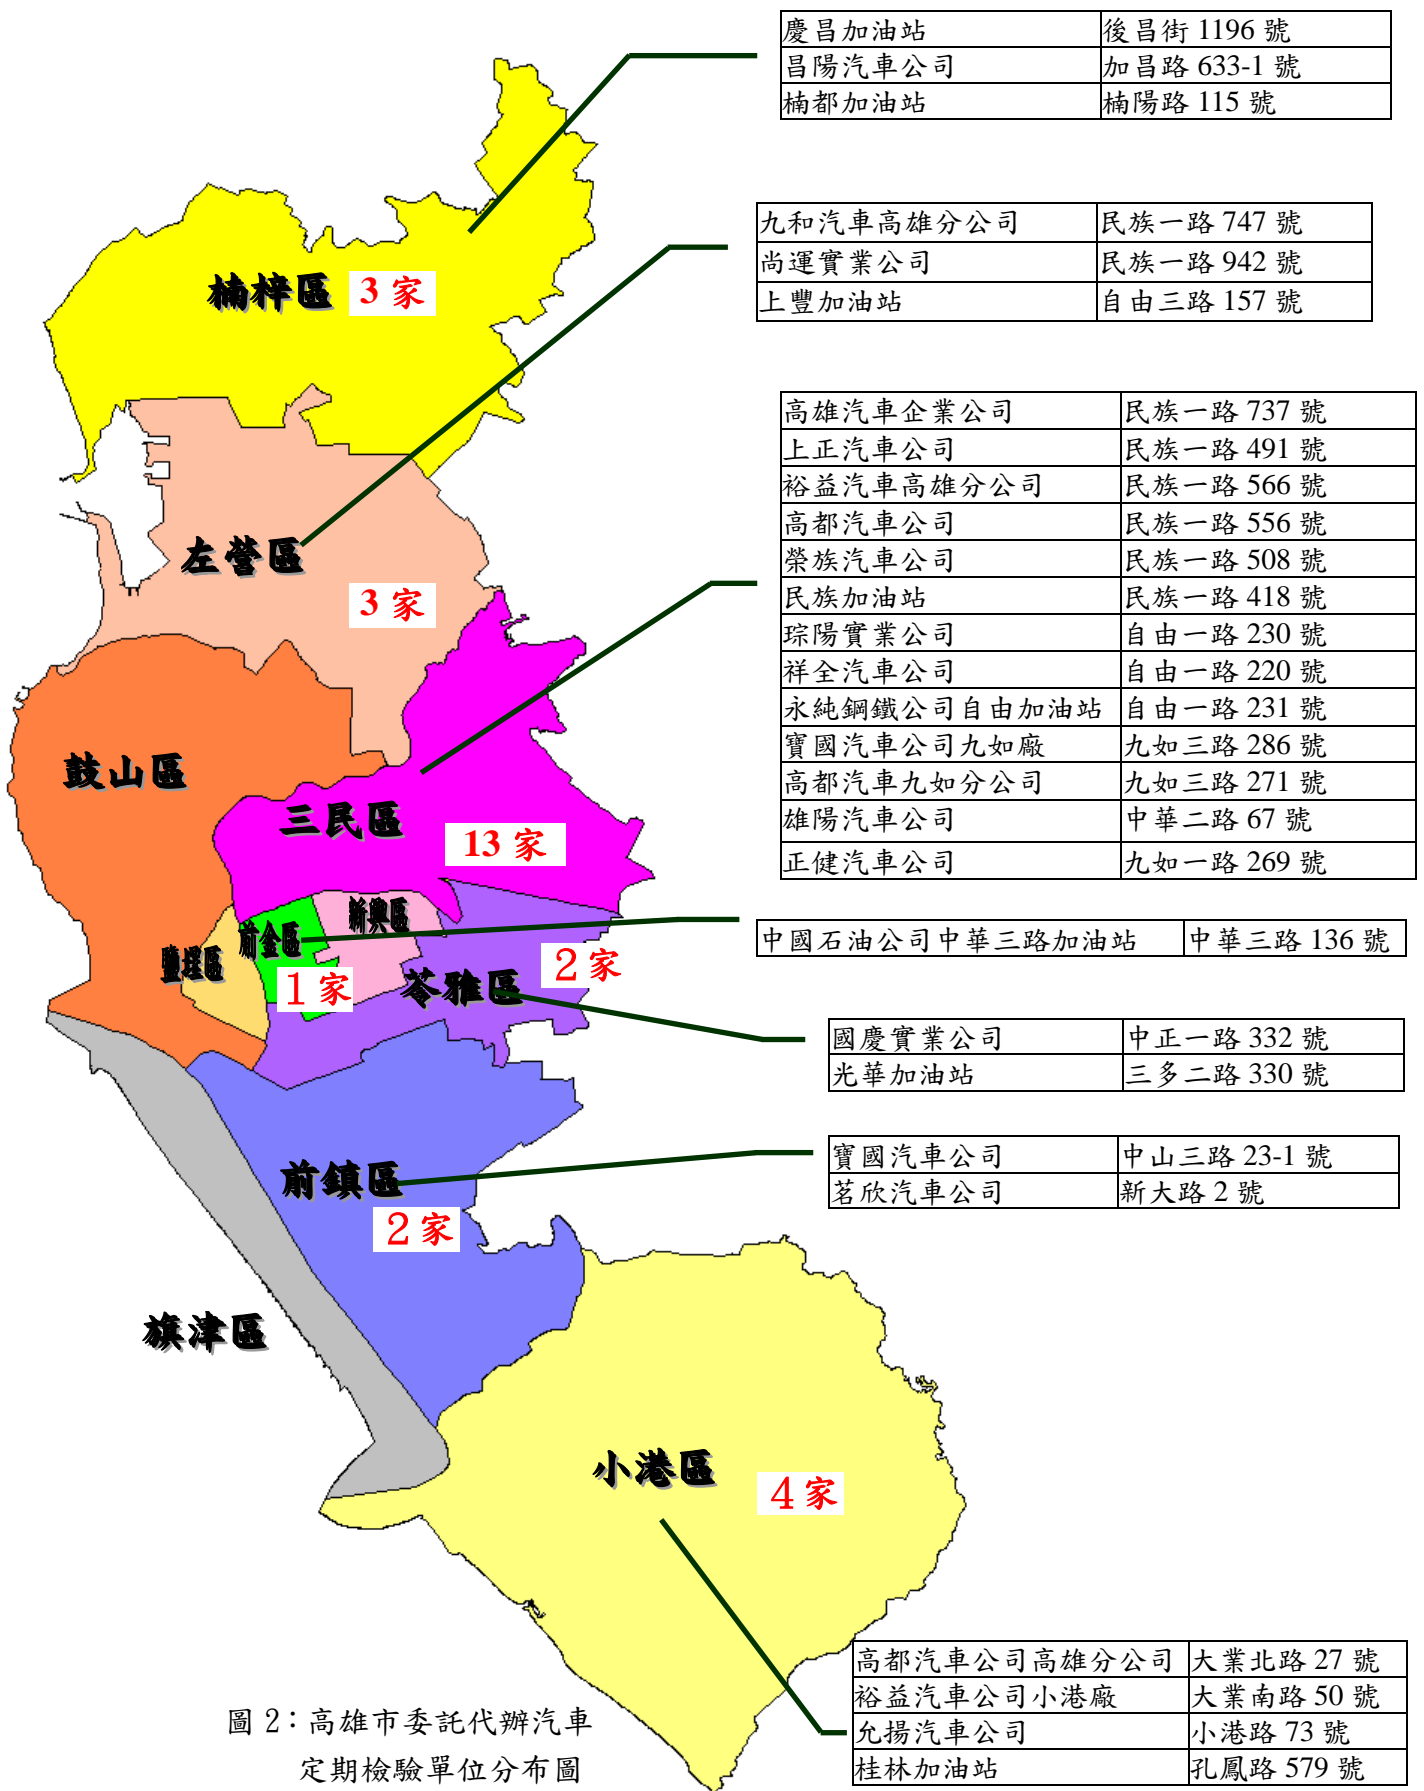 慶昌加油站 後昌街 1196 號
昌陽汽車公司 加昌路 633-1 號
楠都加油站 楠陽路 115 號
九和汽車高雄分公司 民族一路 747 號
尚運實業公司 民族一路 942 號
上豐加油站 自由三路 157 號
楠梓區 3 家
高雄汽車企業公司 民族一路 737 號
上正汽車公司 民族一路 491 號
裕益汽車高雄分公司 民族一路 566 號
高都汽車公司 民族一路 556 號
榮族汽車公司 民族一路 508 號
民族加油站 民族一路 418 號
琮陽實業公司 自由一路 230 號
祥全汽車公司 自由一路 220 號
永純鋼鐵公司自由加油站 自由一路 231 號
寶國汽車公司九如廠 九如三路 286 號
高都汽車九如分公司 九如三路 271 號
雄陽汽車公司 中華二路 67 號
正健汽車公司 九如一路 269 號
左營區
3 家
鼓山區
三民區
13 家
新興區
前金區
鹽埕區
1 家
苓雅區
2 家
中國石油公司中華三路加油站 中華三路 136 號
國慶實業公司 中正一路 332 號
光華加油站 三多二路 330 號
寶國汽車公司 中山三路 23-1 號
茗欣汽車公司 新大路 2 號
前鎮區
2 家
旗津區
小港區
4 家
高都汽車公司高雄分公司 大業北路 27 號
裕益汽車公司小港廠 大業南路 50 號
允揚汽車公司 小港路 73 號
桂林加油站 孔鳳路 579 號
圖 2：高雄市委託代辦汽車
定期檢驗單位分布圖